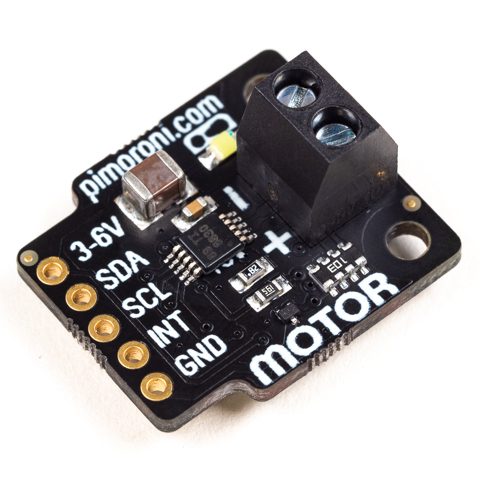 pimoroni.com
3-6V
SDA
SCL
INT
GND
-
+
MOTOR